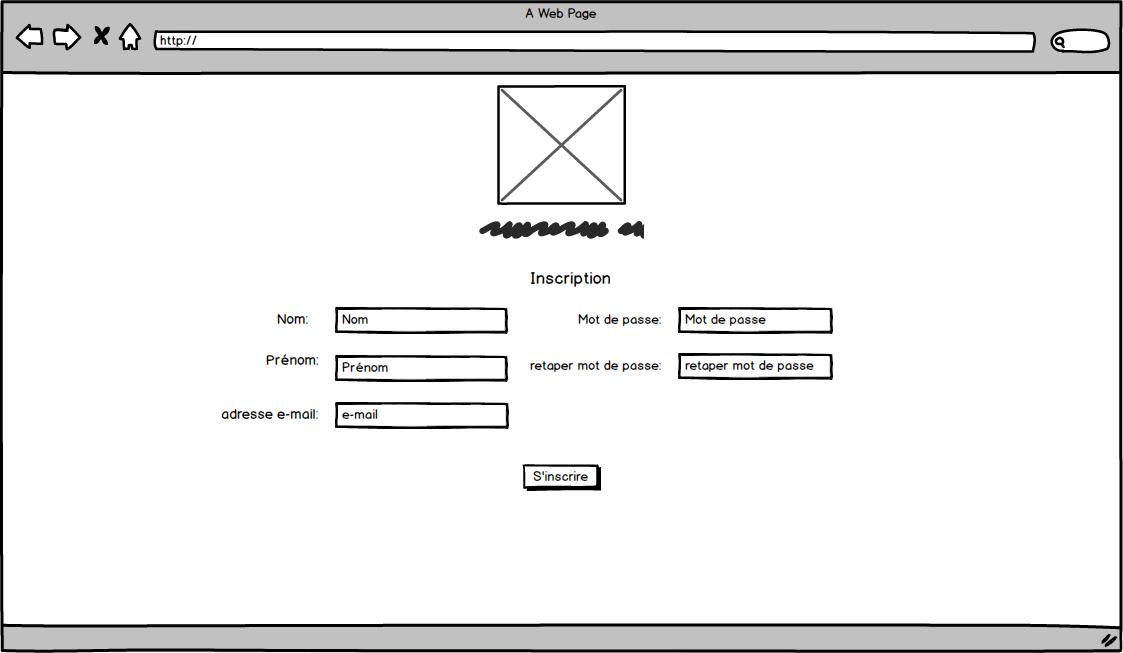 A Web Page
http://
Inscription
Nom: Nom
Mot de passe: Mot de passe
Prénom: Prénom
retaper mot de passe: retaper mot de passe
adresse e-mail: e-mail
S'inscrire